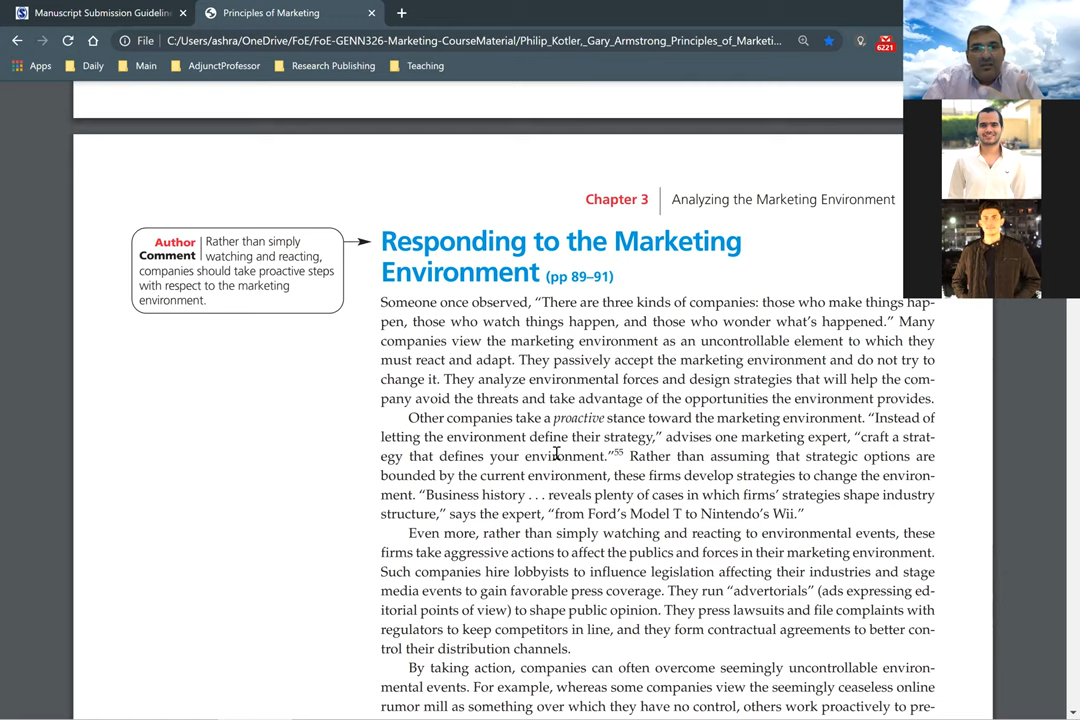 Manuscript Submission Guideline
Principles of Marketing
File
C:/Users/ashra/OneDrive/FoE/FoE-GENN326-Marketing-CourseMaterial/Philip_Kotler,_Gary_Armstrong_Principles_of_Marketi...
6221
Apps
Daily
Main
AdjunctProfessor
Research Publishing
Teaching
Chapter 3 | Analyzing the Marketing Environment
Author Comment | Rather than simply
watching and reacting,
companies should take proactive steps
with respect to the marketing
environment.
Responding to the Marketing
Environment (pp 89–91)
Someone once observed, “There are three kinds of companies: those who make things hap-
pen, those who watch things happen, and those who wonder what’s happened.” Many
companies view the marketing environment as an uncontrollable element to which they
must react and adapt. They passively accept the marketing environment and do not try to
change it. They analyze environmental forces and design strategies that will help the com-
pany avoid the threats and take advantage of the opportunities the environment provides.
Other companies take a proactive stance toward the marketing environment. “Instead of
letting the environment define their strategy,” advises one marketing expert, “craft a strat-
egy that defines your environment.”55 Rather than assuming that strategic options are
bounded by the current environment, these firms develop strategies to change the environ-
ment. “Business history . . . reveals plenty of cases in which firms’ strategies shape industry
structure,” says the expert, “from Ford’s Model T to Nintendo’s Wii.”
Even more, rather than simply watching and reacting to environmental events, these
firms take aggressive actions to affect the publics and forces in their marketing environment.
Such companies hire lobbyists to influence legislation affecting their industries and stage
media events to gain favorable press coverage. They run “advertorials” (ads expressing ed-
itorial points of view) to shape public opinion. They press lawsuits and file complaints with
regulators to keep competitors in line, and they form contractual agreements to better con-
trol their distribution channels.
By taking action, companies can often overcome seemingly uncontrollable environ-
mental events. For example, whereas some companies view the seemingly ceaseless online
rumor mill as something over which they have no control, others work proactively to pre-